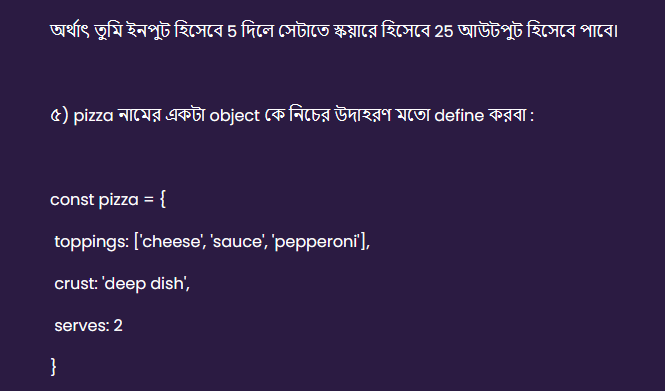 অর্থাৎ তুমি ইনপুট হিসেবে 5 দিলে সেটাতে স্কয়ারে হিসেবে 25 আউটপুট হিসেবে পাবে।
৫) pizza নামের একটা object কে নিচের উদাহরণ মতো define করবা :
const pizza = {
toppings: ['cheese', 'sauce', 'pepperoni'],
crust: 'deep dish',
serves: 2
}